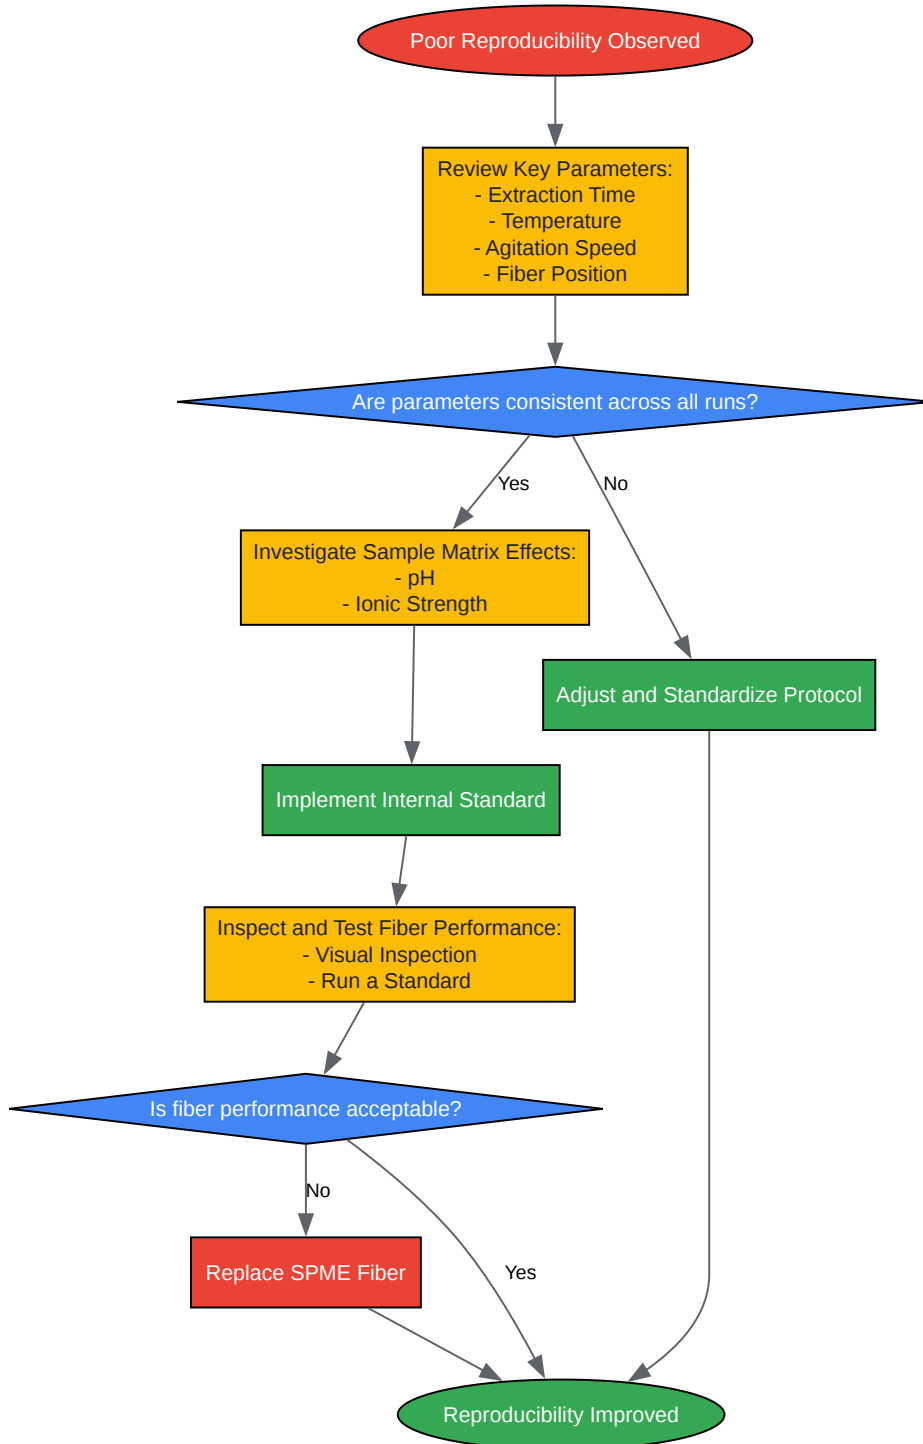 Poor Reproducibility Observed
Review Key Parameters:
- Extraction Time
- Temperature
- Agitation Speed
- Fiber Position
Are parameters consistent across all runs?
Yes
No
Investigate Sample Matrix Effects:
- pH
- Ionic Strength
Adjust and Standardize Protocol
Implement Internal Standard
Inspect and Test Fiber Performance:
- Visual Inspection
- Run a Standard
Is fiber performance acceptable?
No
Yes
Replace SPME Fiber
Reproducibility Improved